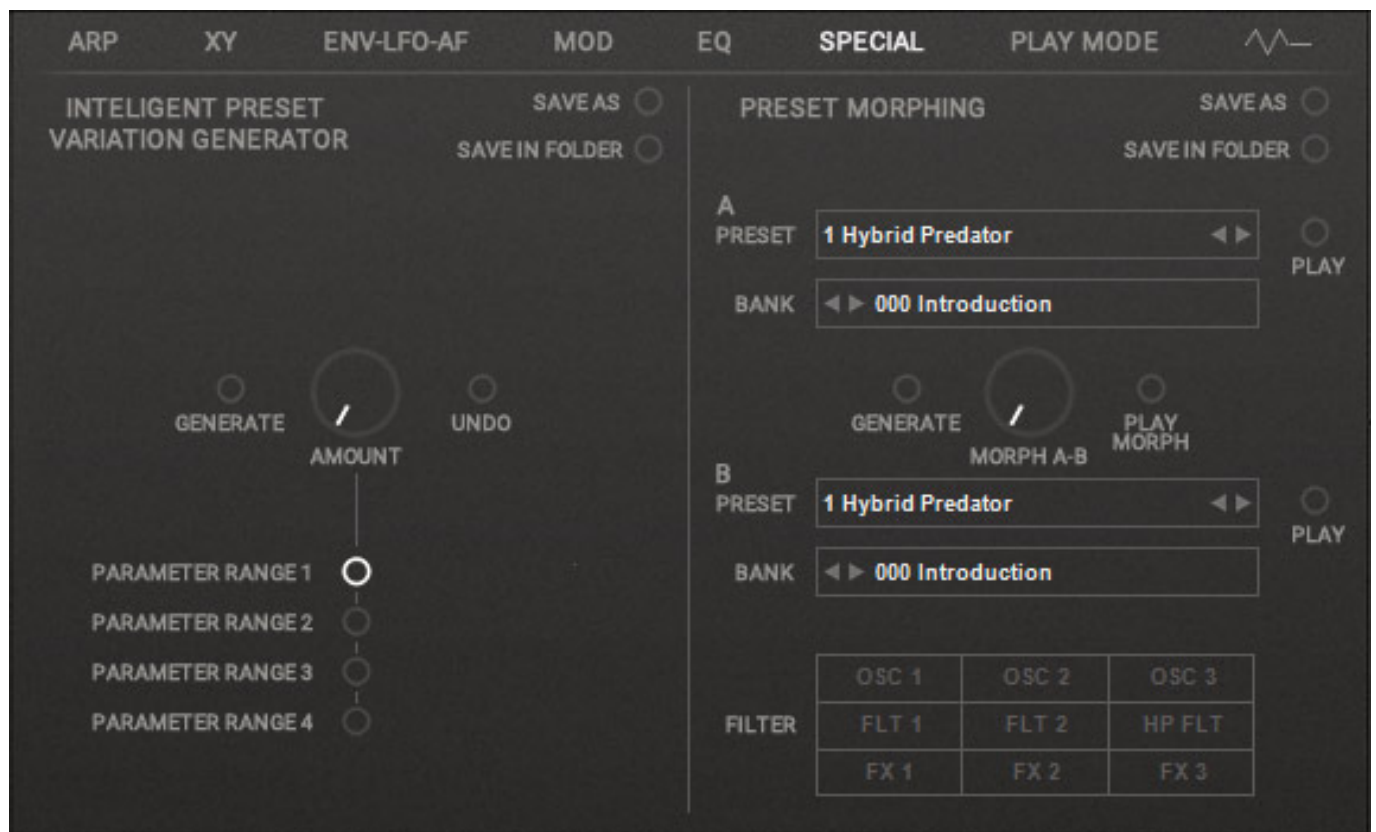 ARP XY ENV-LFO-AF MOD EQ SPECIAL PLAY MODE
INTELIGENT PRESET
VARIATION GENERATOR
SAVE AS
SAVE IN FOLDER
GENERATE
AMOUNT
UNDO
PARAMETER RANGE 1
PARAMETER RANGE 2
PARAMETER RANGE 3
PARAMETER RANGE 4
PRESET MORPHING
SAVE AS
SAVE IN FOLDER
A
PRESET 1 Hybrid Predator
PLAY
BANK 000 Introduction
GENERATE
MORPH A-B
PLAY
MORPH
B
PRESET 1 Hybrid Predator
PLAY
BANK 000 Introduction
FILTER
OSC 1 OSC 2 OSC 3
FLT 1 FLT 2 HP FLT
FX 1 FX 2 FX 3